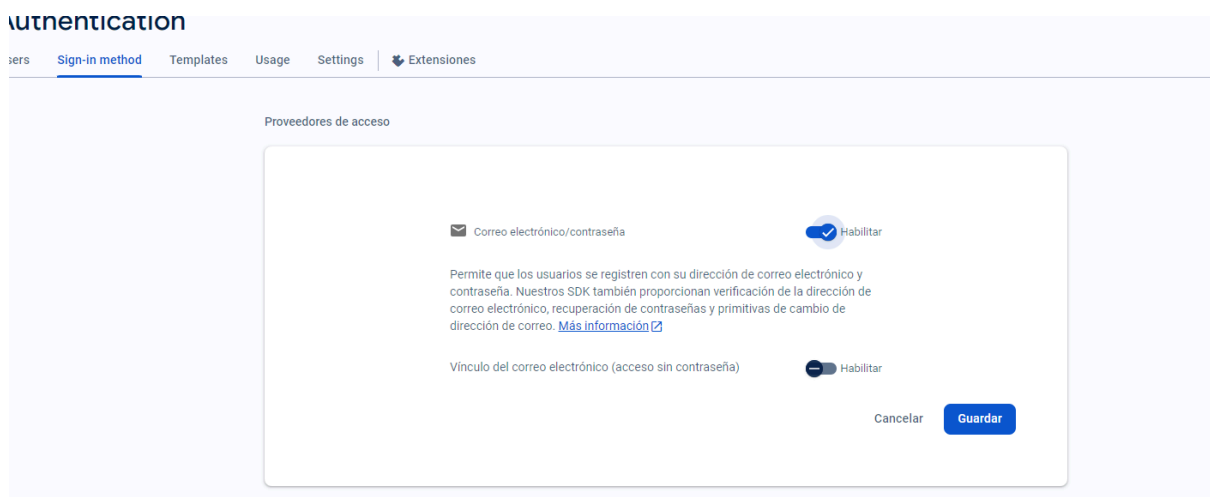 Authentication
sers Sign-in method Templates Usage Settings Extensiones
Proveedores de acceso
Correo electrónico/contraseña Habilitar
Permite que los usuarios se registren con su dirección de correo electrónico y
contraseña. Nuestros SDK también proporcionan verificación de la dirección de
correo electrónico, recuperación de contraseñas y primitivas de cambio de
dirección de correo. Más información
Vínculo del correo electrónico (acceso sin contraseña) Habilitar
Cancelar Guardar